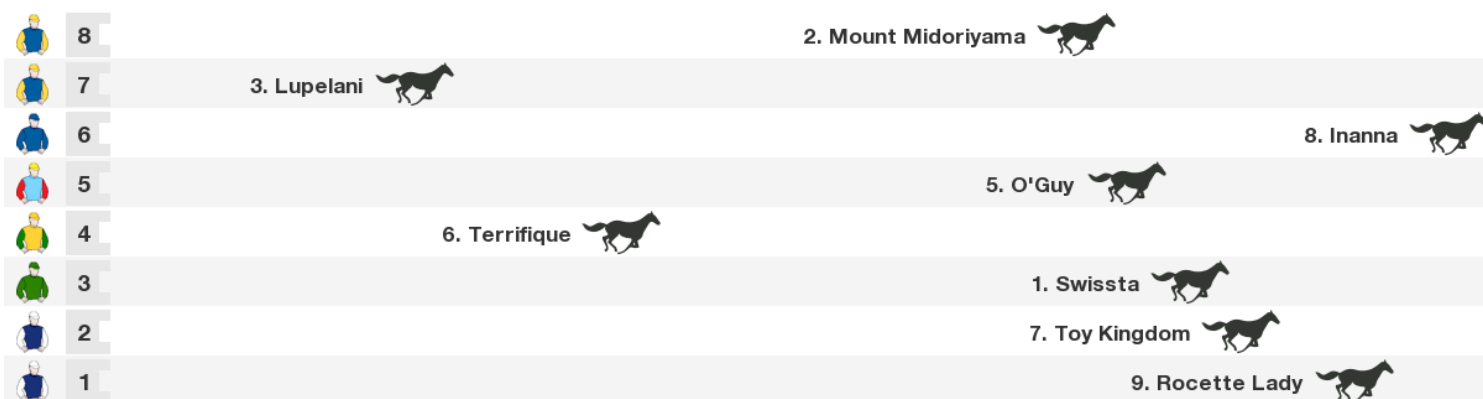 8 2. Mount Midoriyama
7 3. Lupelani
6 8. Inanna
5 5. O'Guy
4 6. Terrifique
3 1. Swissta
2 7. Toy Kingdom
1 9. Rocette Lady